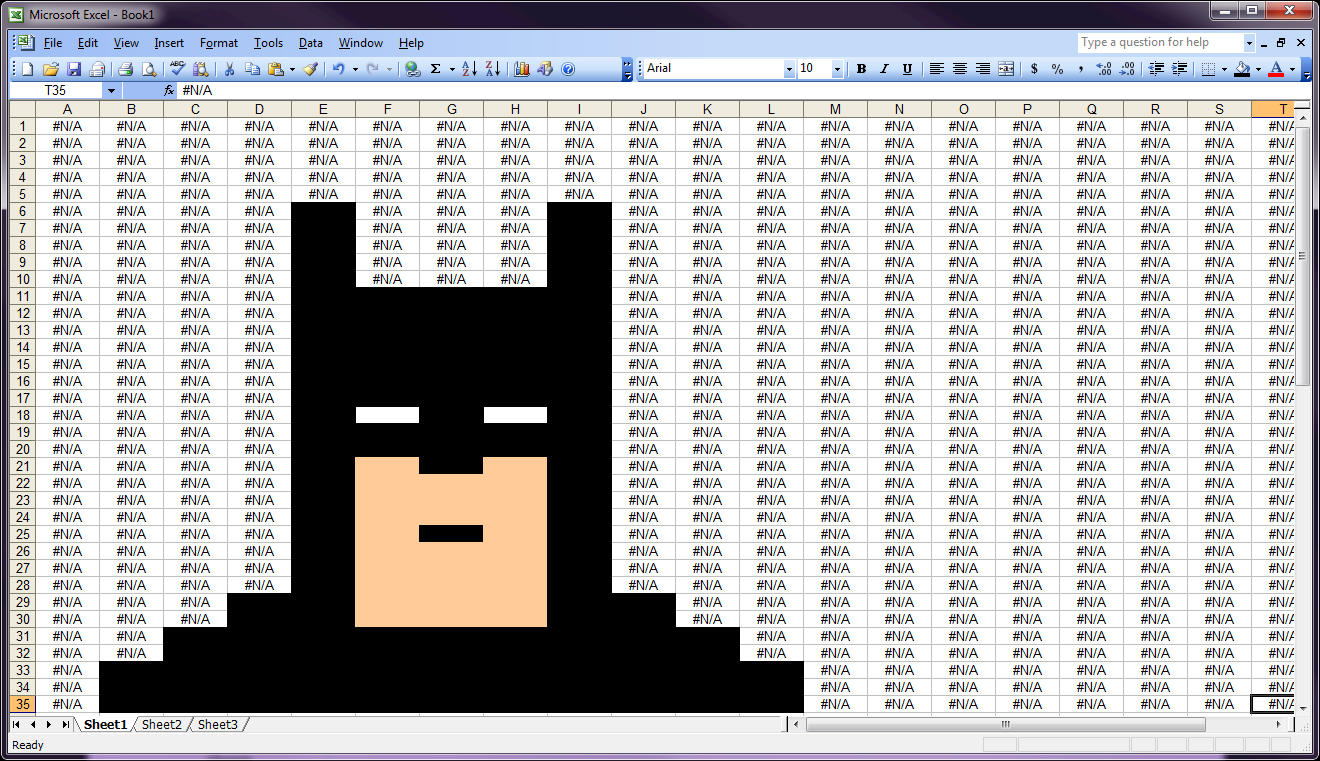 Microsoft Excel - Book1
File Edit View Insert Format Tools Data Window Help Type a question for help
Arial 10 B I U $ %
T35 fx #N/A
A B C D E F G H I J K L M N O P Q R S T
1 #N/A #N/A #N/A #N/A #N/A #N/A #N/A #N/A #N/A #N/A #N/A #N/A #N/A #N/A #N/A #N/A #N/A #N/A #N/A #N/A
2 #N/A #N/A #N/A #N/A #N/A #N/A #N/A #N/A #N/A #N/A #N/A #N/A #N/A #N/A #N/A #N/A #N/A #N/A #N/A #N/A
3 #N/A #N/A #N/A #N/A #N/A #N/A #N/A #N/A #N/A #N/A #N/A #N/A #N/A #N/A #N/A #N/A #N/A #N/A #N/A #N/A
4 #N/A #N/A #N/A #N/A #N/A #N/A #N/A #N/A #N/A #N/A #N/A #N/A #N/A #N/A #N/A #N/A #N/A #N/A #N/A #N/A
5 #N/A #N/A #N/A #N/A #N/A #N/A #N/A #N/A #N/A #N/A #N/A #N/A #N/A #N/A #N/A #N/A #N/A #N/A #N/A #N/A
6 #N/A #N/A #N/A #N/A #N/A #N/A #N/A #N/A #N/A #N/A #N/A #N/A #N/A #N/A #N/A #N/A #N/A #N/A
7 #N/A #N/A #N/A #N/A #N/A #N/A #N/A #N/A #N/A #N/A #N/A #N/A #N/A #N/A #N/A #N/A #N/A #N/A
8 #N/A #N/A #N/A #N/A #N/A #N/A #N/A #N/A #N/A #N/A #N/A #N/A #N/A #N/A #N/A #N/A #N/A #N/A
9 #N/A #N/A #N/A #N/A #N/A #N/A #N/A #N/A #N/A #N/A #N/A #N/A #N/A #N/A #N/A #N/A #N/A #N/A
10 #N/A #N/A #N/A #N/A #N/A #N/A #N/A #N/A #N/A #N/A #N/A #N/A #N/A #N/A #N/A #N/A #N/A #N/A
11 #N/A #N/A #N/A #N/A #N/A #N/A #N/A #N/A #N/A #N/A #N/A #N/A #N/A #N/A #N/A
12 #N/A #N/A #N/A #N/A #N/A #N/A #N/A #N/A #N/A #N/A #N/A #N/A #N/A #N/A #N/A
13 #N/A #N/A #N/A #N/A #N/A #N/A #N/A #N/A #N/A #N/A #N/A #N/A #N/A #N/A #N/A
14 #N/A #N/A #N/A #N/A #N/A #N/A #N/A #N/A #N/A #N/A #N/A #N/A #N/A #N/A #N/A
15 #N/A #N/A #N/A #N/A #N/A #N/A #N/A #N/A #N/A #N/A #N/A #N/A #N/A #N/A #N/A
16 #N/A #N/A #N/A #N/A #N/A #N/A #N/A #N/A #N/A #N/A #N/A #N/A #N/A #N/A #N/A
17 #N/A #N/A #N/A #N/A #N/A #N/A #N/A #N/A #N/A #N/A #N/A #N/A #N/A #N/A #N/A
18 #N/A #N/A #N/A #N/A #N/A #N/A #N/A #N/A #N/A #N/A #N/A #N/A #N/A #N/A #N/A
19 #N/A #N/A #N/A #N/A #N/A #N/A #N/A #N/A #N/A #N/A #N/A #N/A #N/A #N/A #N/A
20 #N/A #N/A #N/A #N/A #N/A #N/A #N/A #N/A #N/A #N/A #N/A #N/A #N/A #N/A #N/A
21 #N/A #N/A #N/A #N/A #N/A #N/A #N/A #N/A #N/A #N/A #N/A #N/A #N/A #N/A #N/A
22 #N/A #N/A #N/A #N/A #N/A #N/A #N/A #N/A #N/A #N/A #N/A #N/A #N/A #N/A #N/A
23 #N/A #N/A #N/A #N/A #N/A #N/A #N/A #N/A #N/A #N/A #N/A #N/A #N/A #N/A #N/A
24 #N/A #N/A #N/A #N/A #N/A #N/A #N/A #N/A #N/A #N/A #N/A #N/A #N/A #N/A #N/A
25 #N/A #N/A #N/A #N/A #N/A #N/A #N/A #N/A #N/A #N/A #N/A #N/A #N/A #N/A #N/A
26 #N/A #N/A #N/A #N/A #N/A #N/A #N/A #N/A #N/A #N/A #N/A #N/A #N/A #N/A #N/A
27 #N/A #N/A #N/A #N/A #N/A #N/A #N/A #N/A #N/A #N/A #N/A #N/A #N/A #N/A #N/A
28 #N/A #N/A #N/A #N/A #N/A #N/A #N/A #N/A #N/A #N/A #N/A #N/A #N/A #N/A #N/A
29 #N/A #N/A #N/A #N/A #N/A #N/A #N/A #N/A #N/A #N/A #N/A #N/A #N/A
30 #N/A #N/A #N/A #N/A #N/A #N/A #N/A #N/A #N/A #N/A #N/A #N/A #N/A
31 #N/A #N/A #N/A #N/A #N/A #N/A #N/A #N/A #N/A #N/A #N/A
32 #N/A #N/A #N/A #N/A #N/A #N/A #N/A #N/A #N/A #N/A #N/A
33 #N/A #N/A #N/A #N/A #N/A #N/A #N/A #N/A #N/A
34 #N/A #N/A #N/A #N/A #N/A #N/A #N/A #N/A #N/A
35 #N/A #N/A #N/A #N/A #N/A #N/A #N/A #N/A #N/A
Sheet1 Sheet2 Sheet3
Ready